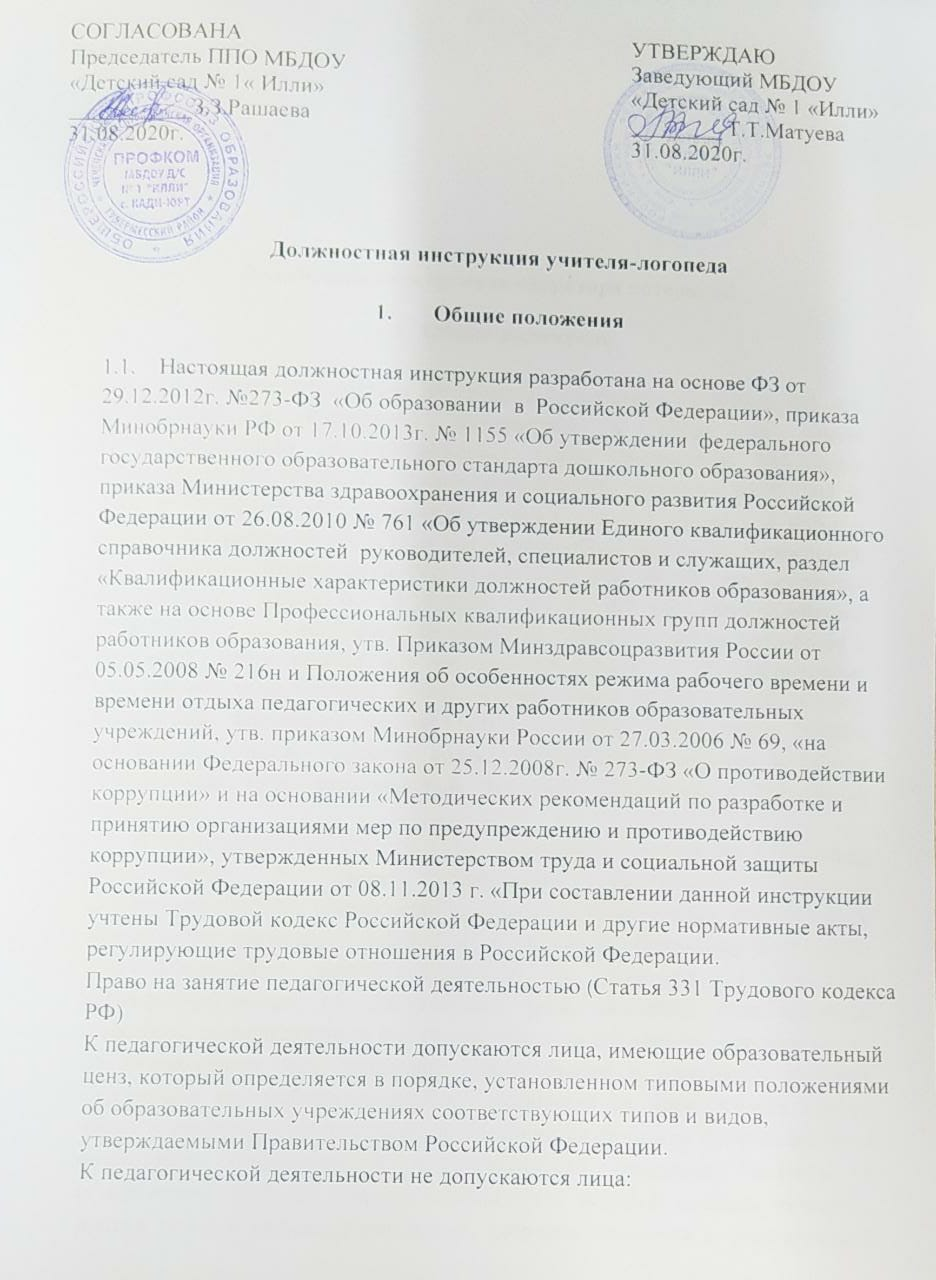 СОГЛАСОВАНА
Председатель ППО МБДОУ
«Детский сад № 1« Илли»
З.З.Рашаева
31.08.2020г.
УТВЕРЖДАЮ
Заведующий МБДОУ
«Детский сад № 1 «Илли»
Т.Т.Матуева
31.08.2020г.
ОБЩЕРОССИЙСКИЙ ПРОФСОЮЗ ОБРАЗОВАНИЯ
ГУДЕРМЕССКИЙ РАЙОН
ПРОФКОМ
МБДОУ Д/С
№ 1 "ИЛЛИ"
с. КАДИ-ЮРТ
"ИЛЛИ"
Должностная инструкция учителя-логопеда
1. Общие положения
1.1. Настоящая должностная инструкция разработана на основе ФЗ от
29.12.2012г. №273-ФЗ «Об образовании в Российской Федерации», приказа
Минобрнауки РФ от 17.10.2013г. № 1155 «Об утверждении федерального
государственного образовательного стандарта дошкольного образования»,
приказа Министерства здравоохранения и социального развития Российской
Федерации от 26.08.2010 № 761 «Об утверждении Единого квалификационного
справочника должностей руководителей, специалистов и служащих, раздел
«Квалификационные характеристики должностей работников образования», а
также на основе Профессиональных квалификационных групп должностей
работников образования, утв. Приказом Минздравсоцразвития России от
05.05.2008 № 216н и Положения об особенностях режима рабочего времени и
времени отдыха педагогических и других работников образовательных
учреждений, утв. приказом Минобрнауки России от 27.03.2006 № 69, «на
основании Федерального закона от 25.12.2008г. № 273-ФЗ «О противодействии
коррупции» и на основании «Методических рекомендаций по разработке и
принятию организациями мер по предупреждению и противодействию
коррупции», утвержденных Министерством труда и социальной защиты
Российской Федерации от 08.11.2013 г. «При составлении данной инструкции
учтены Трудовой кодекс Российской Федерации и другие нормативные акты,
регулирующие трудовые отношения в Российской Федерации.
Право на занятие педагогической деятельностью (Статья 331 Трудового кодекса
РФ)
К педагогической деятельности допускаются лица, имеющие образовательный
ценз, который определяется в порядке, установленном типовыми положениями
об образовательных учреждениях соответствующих типов и видов,
утверждаемыми Правительством Российской Федерации.
К педагогической деятельности не допускаются лица: